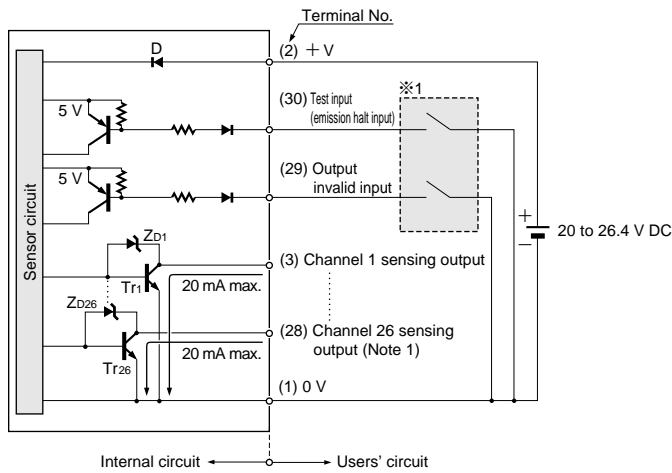 Terminal No.
D
(2) +V
※1
5 V
(30) Test input
(emission halt input)
5 V
(29) Output
invalid input
Sensor circuit
+
−
20 to 26.4 V DC
ZD1
(3) Channel 1 sensing output
Tr1
20 mA max.
ZD26
(28) Channel 26 sensing
output (Note 1)
Tr26
20 mA max.
(1) 0 V
Internal circuit
Users' circuit